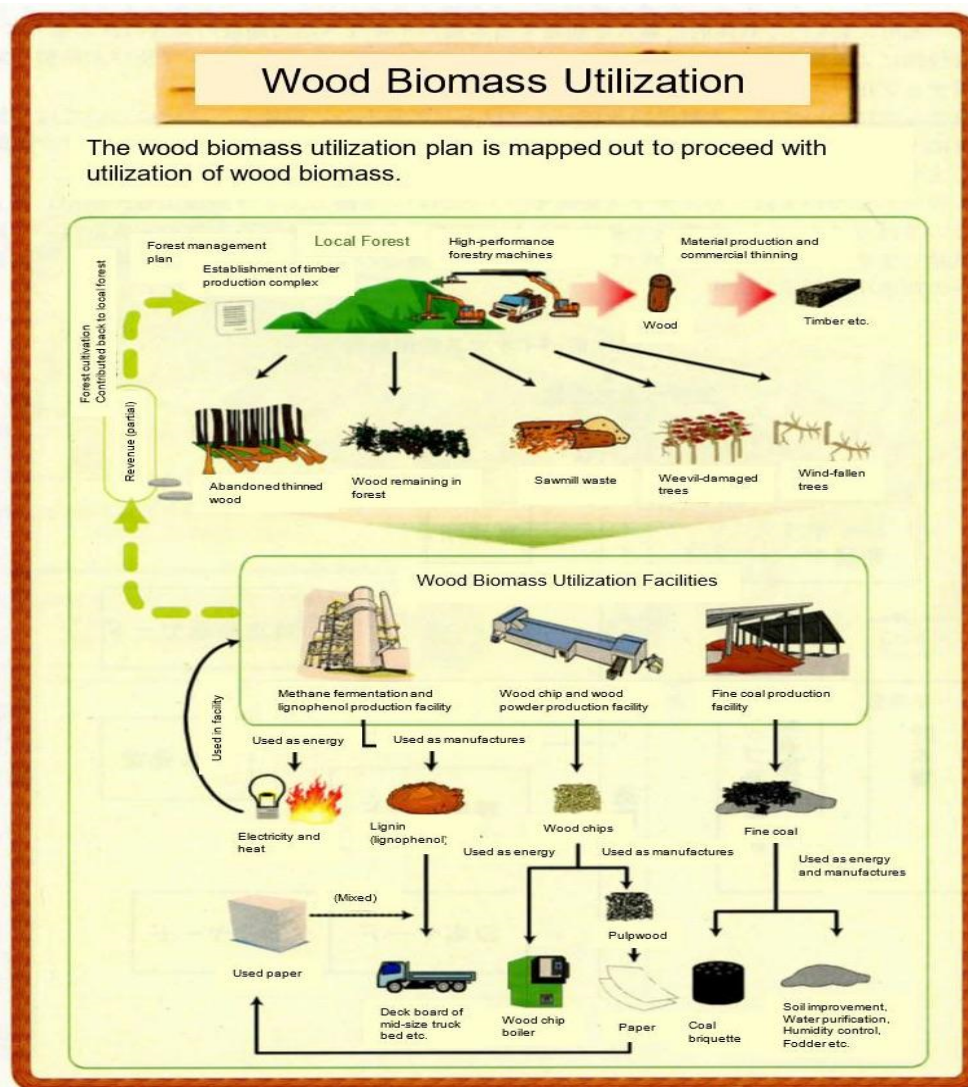 Wood Biomass Utilization
The wood biomass utilization plan is mapped out to proceed with
utilization of wood biomass.
Local Forest
Forest management
plan
Establishment of timber
production complex
High-performance
forestry machines
Material production and
commercial thinning
Wood
Timber etc.
Forest cultivation
Contributed back to local forest
Revenue (partial)
Abandoned thinned
wood
Wood remaining in
forest
Sawmill waste
Weevil-damaged
trees
Wind-fallen
trees
Wood Biomass Utilization Facilities
Methane fermentation and
lignophenol production facility
Wood chip and wood
powder production facility
Fine coal production
facility
Used in facility
Used as energy
Used as manufactures
Electricity and
heat
Lignin
(lignophenol)
Wood chips
Fine coal
Used as energy
Used as manufactures
Used as energy
and manufactures
(Mixed)
Used paper
Pulpwood
Deck board of
mid-size truck
bed etc.
Wood chip
boiler
Paper
Coal
briquette
Soil improvement,
Water purification,
Humidity control,
Fodder etc.